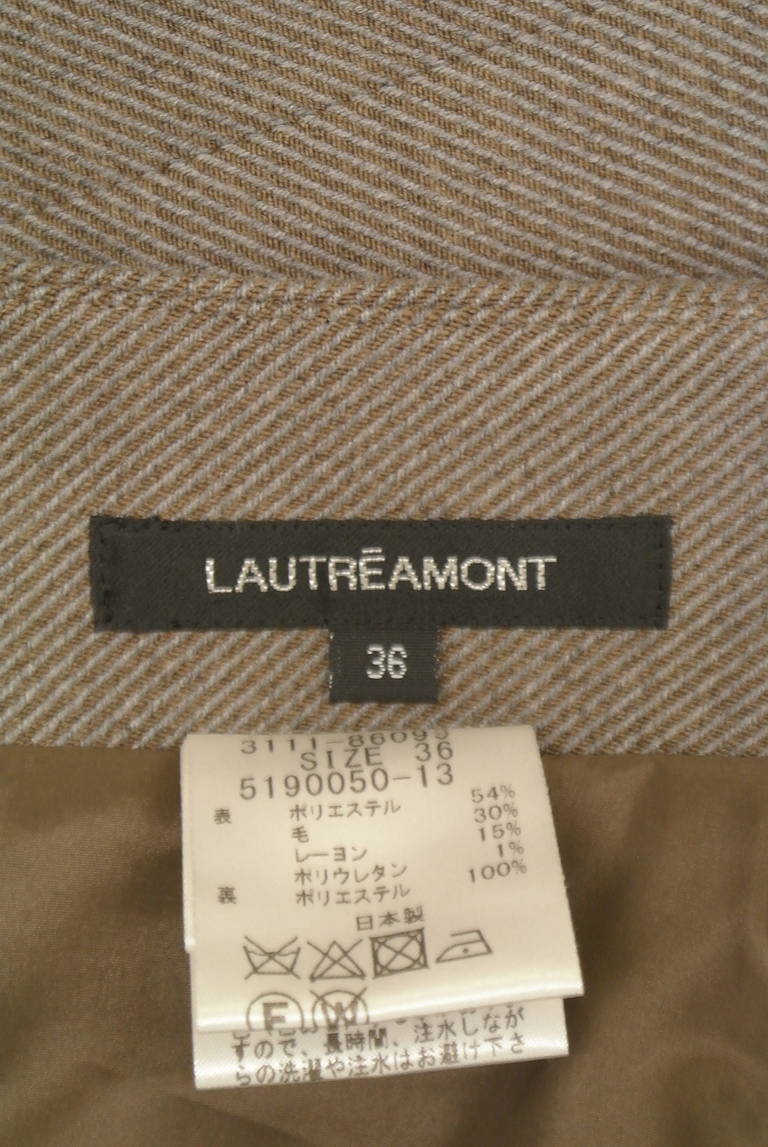 LAUTRĒAMONT
36
3111-86095
SIZE 36
5190050-13
表 ポリエステル 54%
毛 30%
レーヨン 15%
ポリウレタン 1%
裏 ポリエステル 100%
日本製
F W
すので、長時間、注水しなが
らの洗濯や注水はお避け下さ